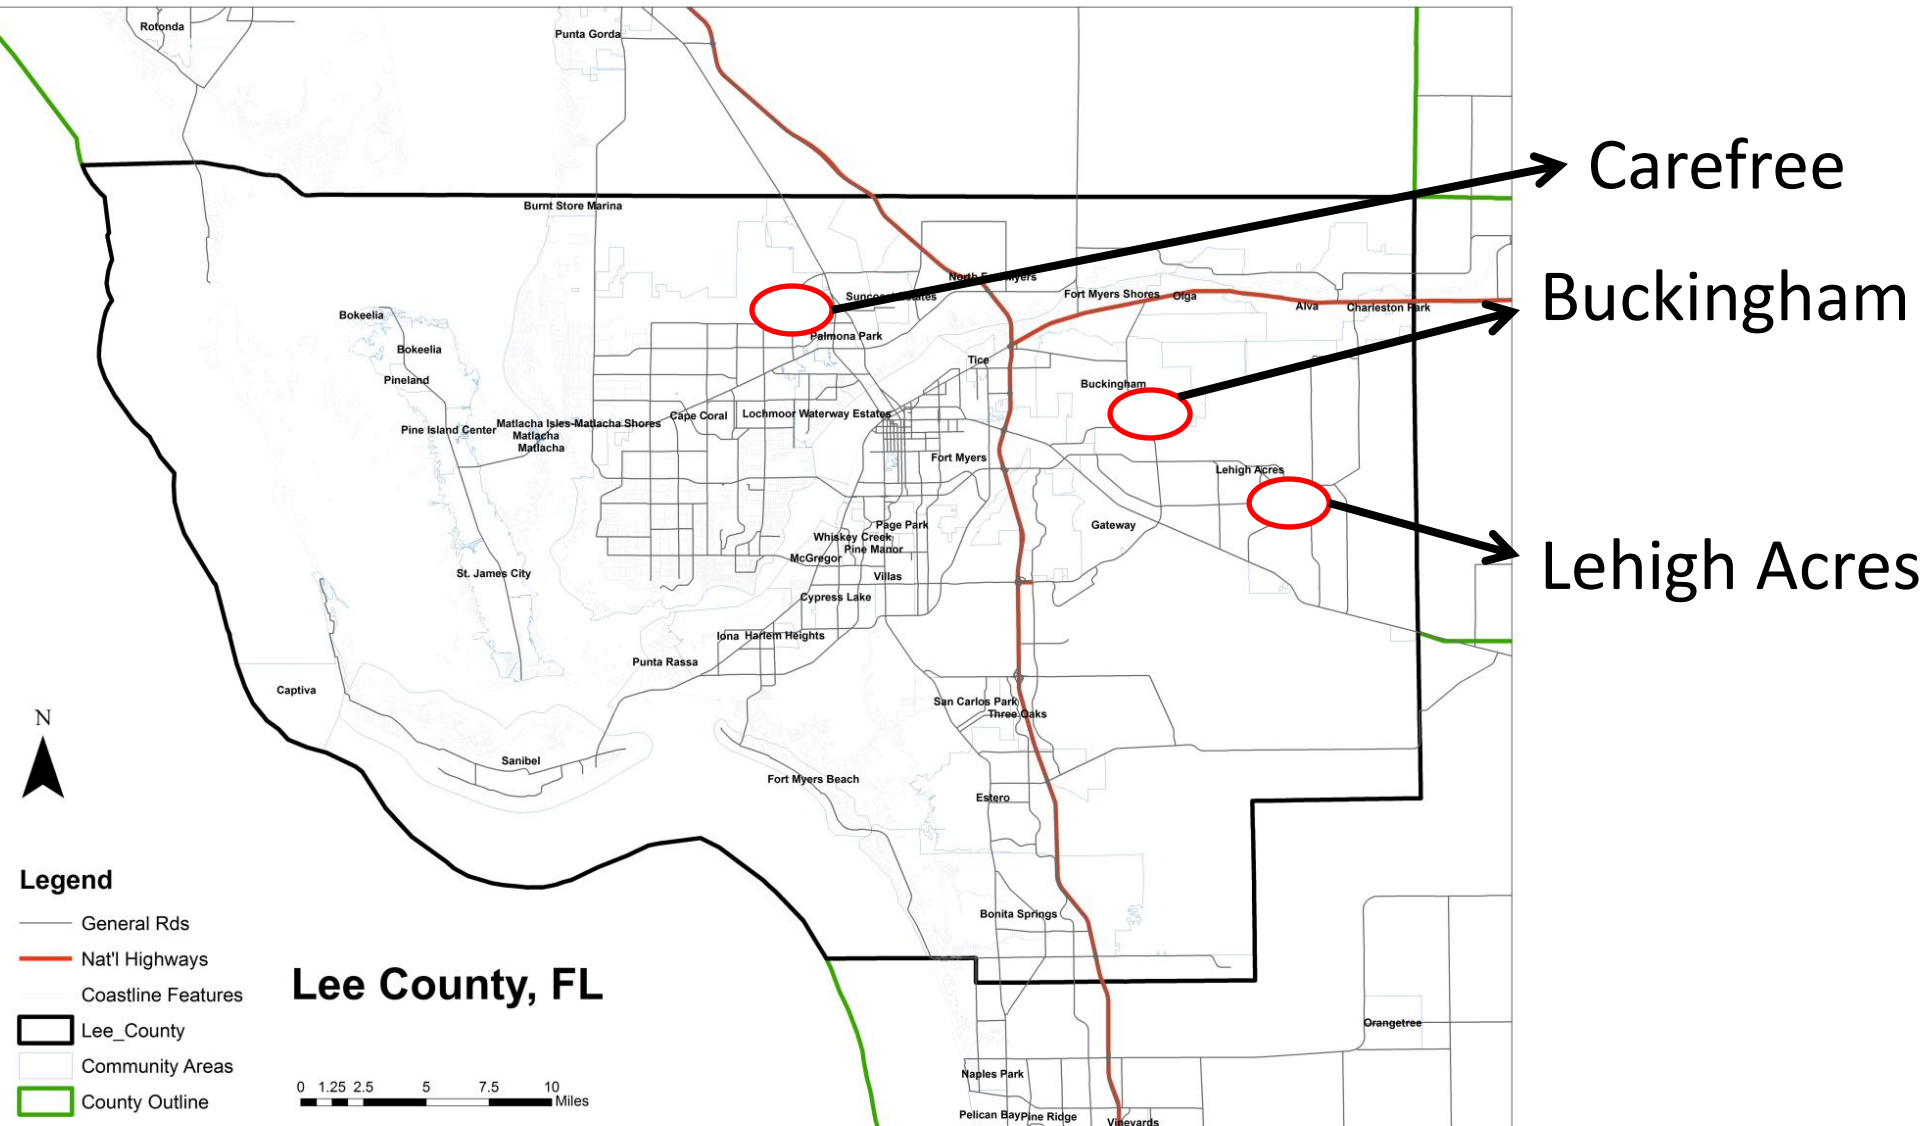 Rotonda
Punta Gorda
Carefree
Burnt Store Marina
Buckingham
North Fort Myers
Suncoast Estates
Fort Myers Shores
Olga
Alva
Charleston Park
Bokeelia
Palmona Park
Bokeelia
Tice
Pineland
Buckingham
Cape Coral
Lochmoor Waterway Estates
Matlacha Isles-Matlacha Shores
Pine Island Center
Matlacha
Matlacha
Fort Myers
Lehigh Acres
Page Park
Gateway
Whiskey Creek
Pine Manor
McGregor
Lehigh Acres
St. James City
Villas
Cypress Lake
Iona
Harlem Heights
Punta Rassa
Captiva
San Carlos Park
Three Oaks
N
Sanibel
Fort Myers Beach
Estero
Bonita Springs
Legend
General Rds
Nat'l Highways
Coastline Features
Lee_County
Community Areas
County Outline
Lee County, FL
0 1.25 2.5 5 7.5 10
Miles
Orangetree
Naples Park
Pelican Bay
Pine Ridge
Vineyards